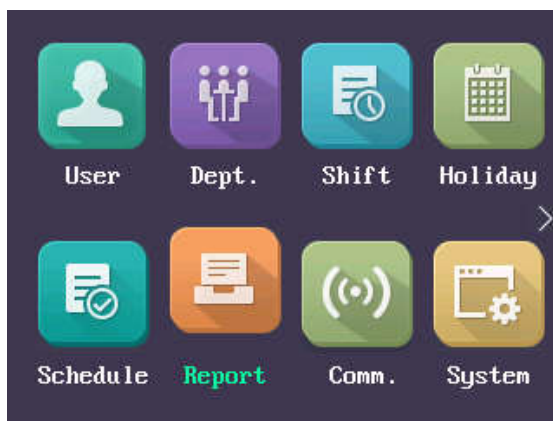 User Dept. Shift Holiday
Schedule Report Comm. System